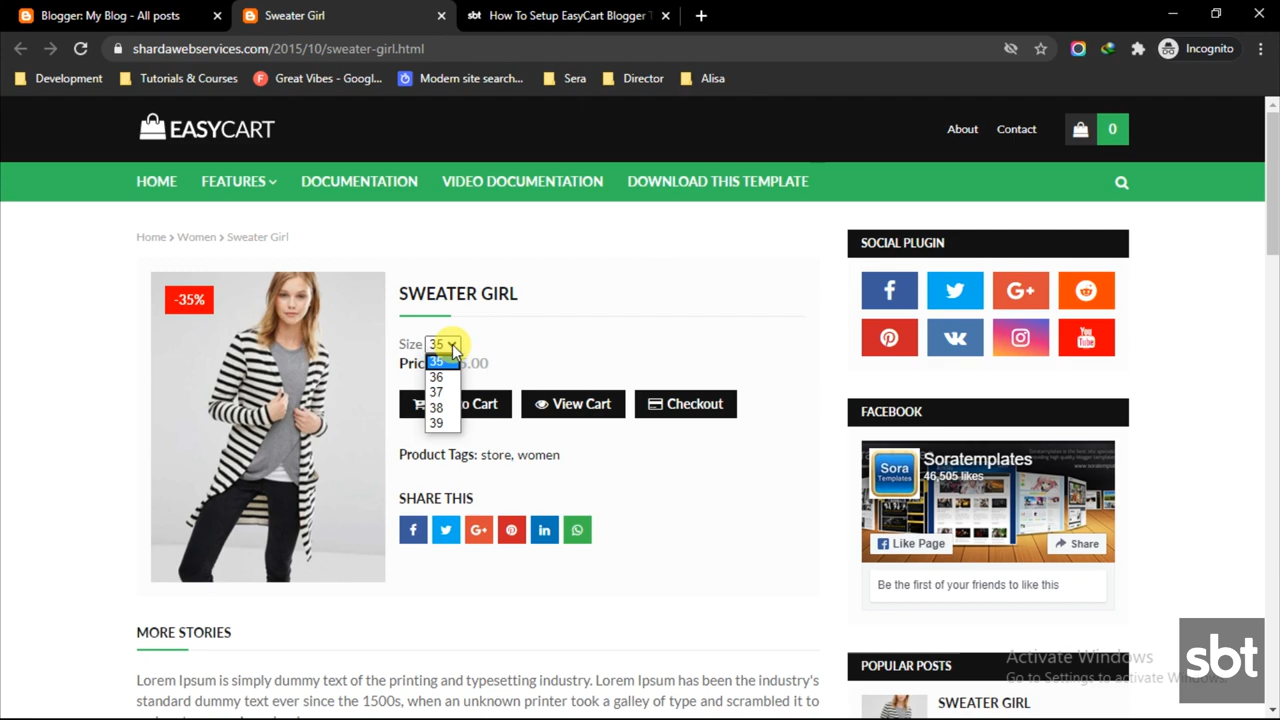 Blogger: My Blog - All posts
Sweater Girl
sbt How To Setup EasyCart Blogger T
shardawebservices.com/2015/10/sweater-girl.html
Incognito
Development
Tutorials & Courses
Great Vibes - Googl...
Modern site search...
Sera
Director
Alisa
EASYCART
About
Contact
0
HOME
FEATURES
DOCUMENTATION
VIDEO DOCUMENTATION
DOWNLOAD THIS TEMPLATE
Home > Women > Sweater Girl
-35%
SWEATER GIRL
Size 35
35
36
37
38
39
View Cart
Checkout
Product Tags: store, women
SHARE THIS
SOCIAL PLUGIN
FACEBOOK
Sora
Templates
Soratemplates
46,505 likes
Like Page
Share
Be the first of your friends to like this
POPULAR POSTS
SWEATER GIRL
MORE STORIES
Lorem Ipsum is simply dummy text of the printing and typesetting industry. Lorem Ipsum has been the industry's
standard dummy text ever since the 1500s, when an unknown printer took a galley of type and scrambled it to
Activate Windows
Go to Settings to activate Windows.
sbt